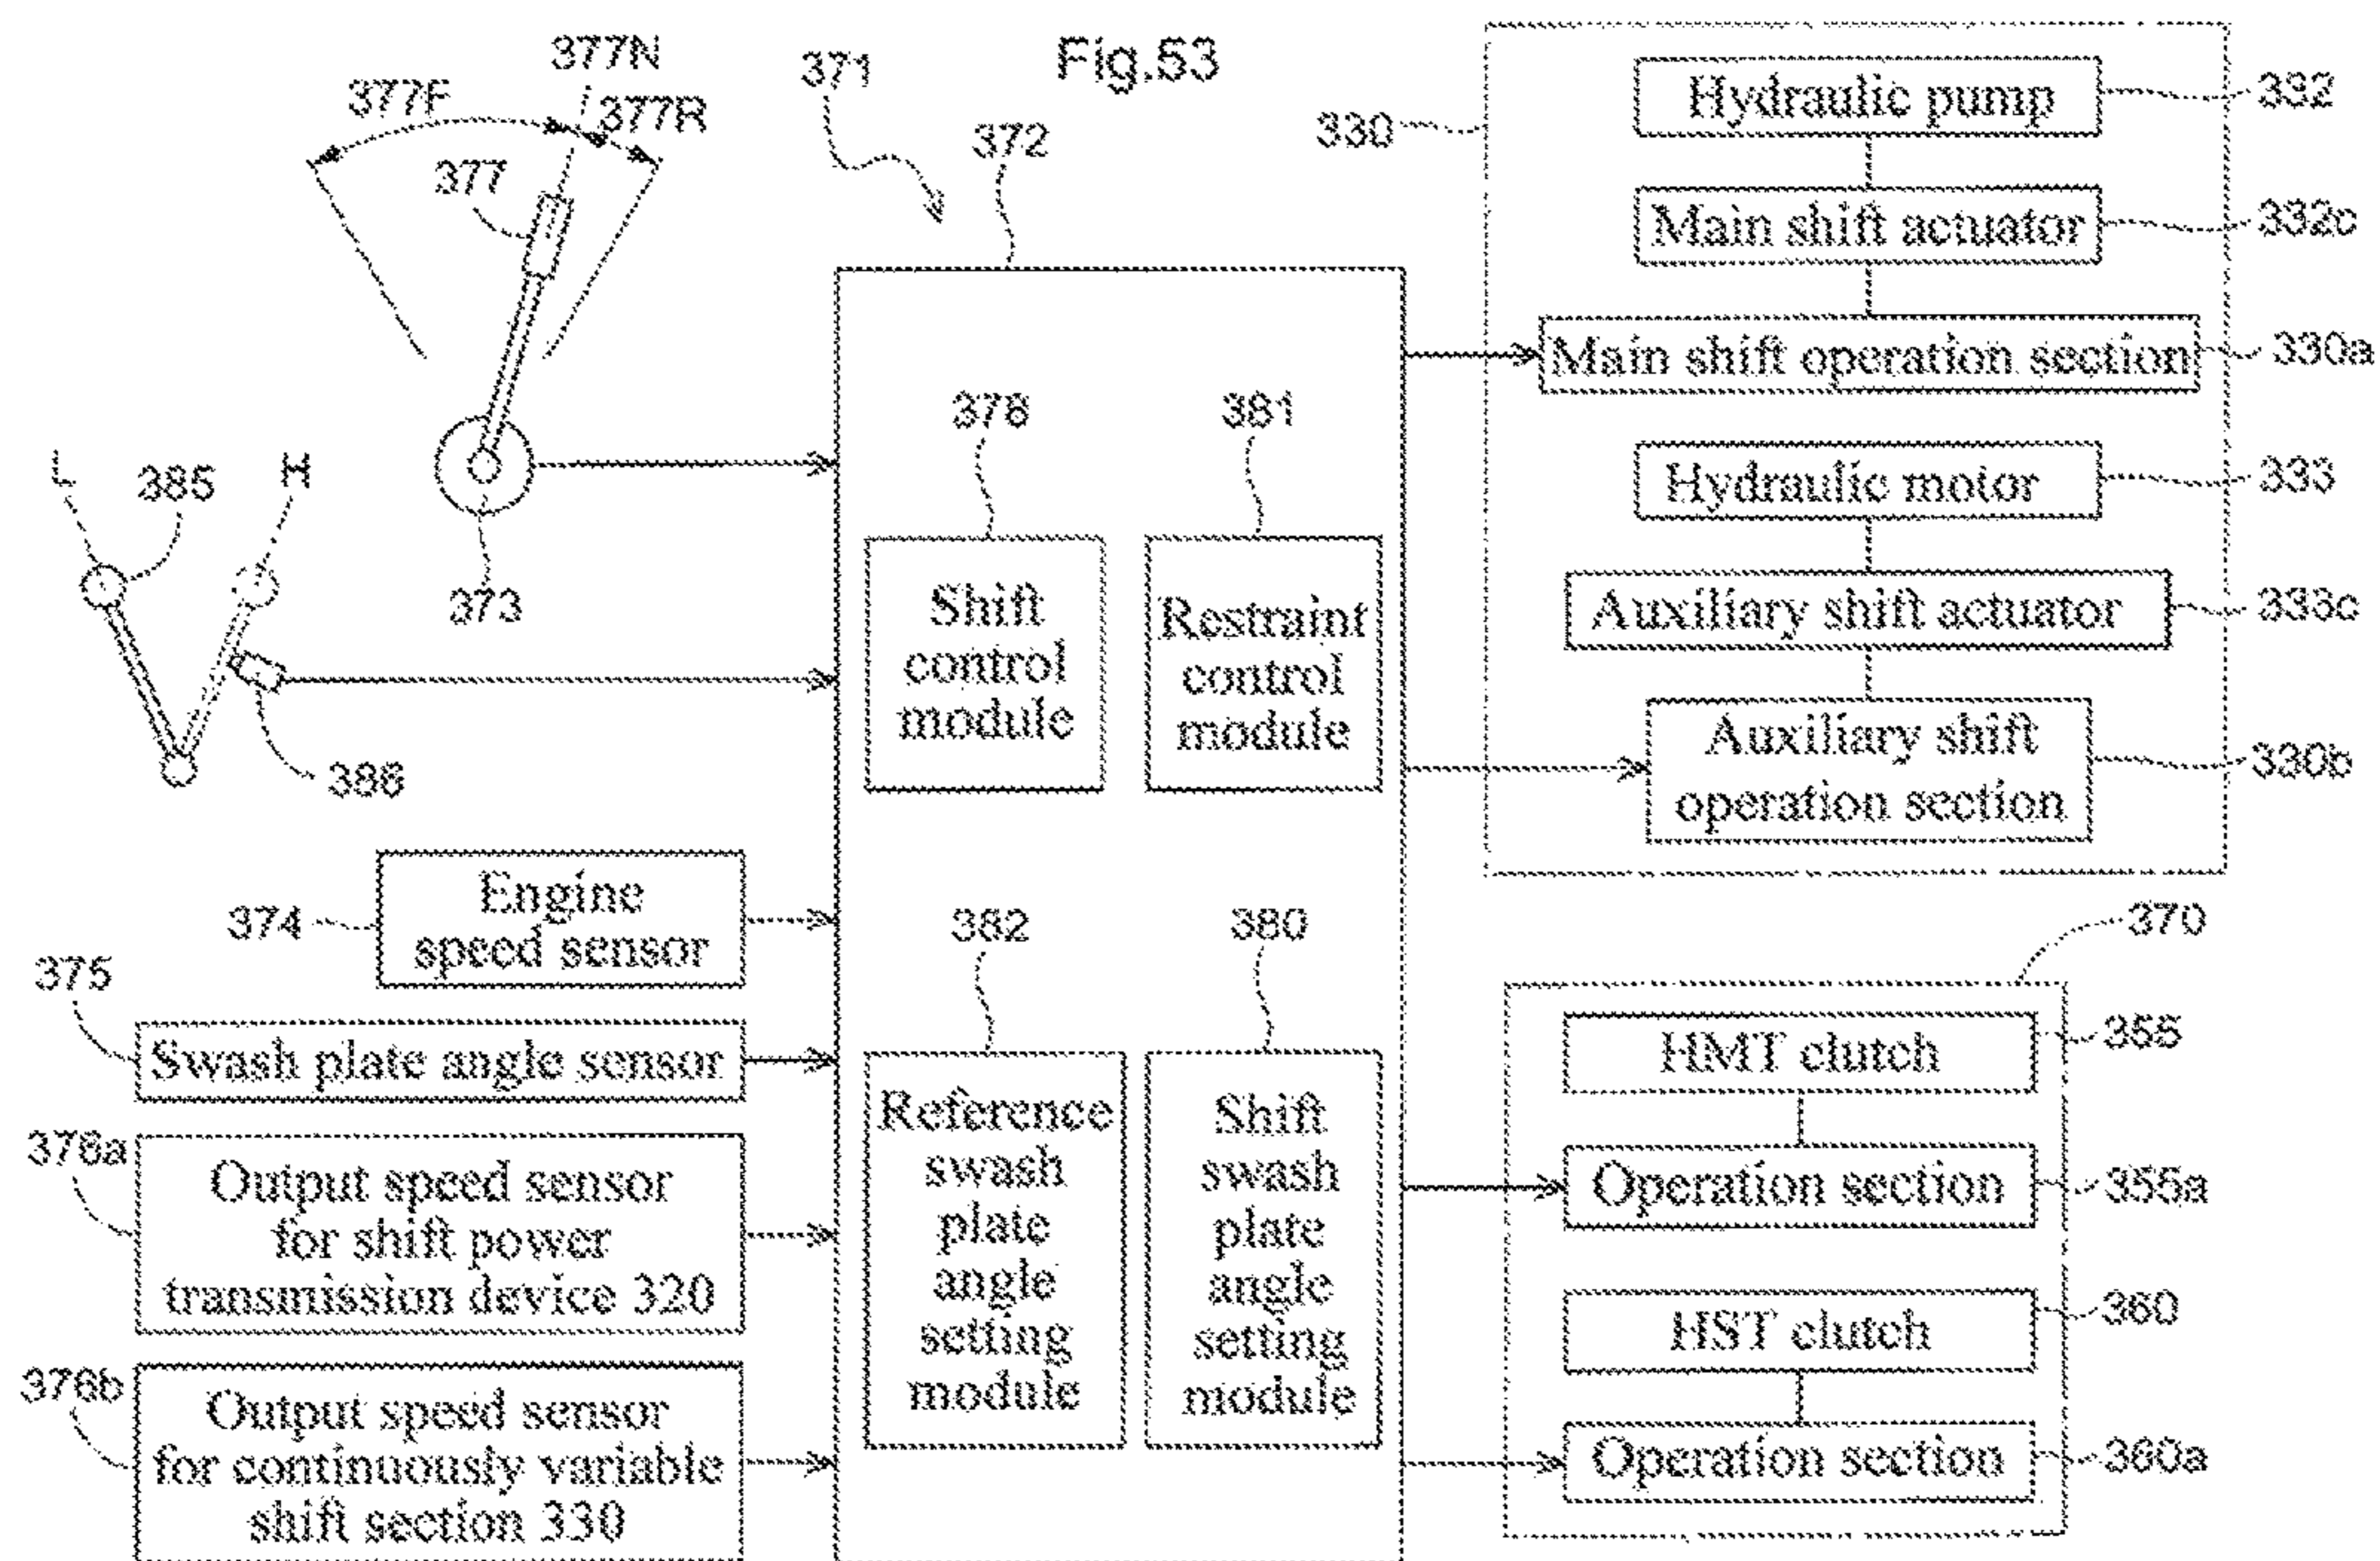 Fig.53
371
372
377N
377F
377R
377
373
L
385
H
386
Engine
speed sensor
374
375
Swash plate angle sensor
376a
Output speed sensor
for shift power
transmission device 320
376b
Output speed sensor
for continuously variable
shift section 330
378
Shift
control
module
381
Restraint
control
module
382
Reference
swash
plate
angle
setting
module
380
Shift
swash
plate
angle
setting
module
330
Hydraulic pump
332
Main shift actuator
332c
Main shift operation section
330a
Hydraulic motor
333
Auxiliary shift actuator
333c
Auxiliary shift
operation section
330b
370
HMT clutch
355
Operation section
355a
HST clutch
360
Operation section
360a